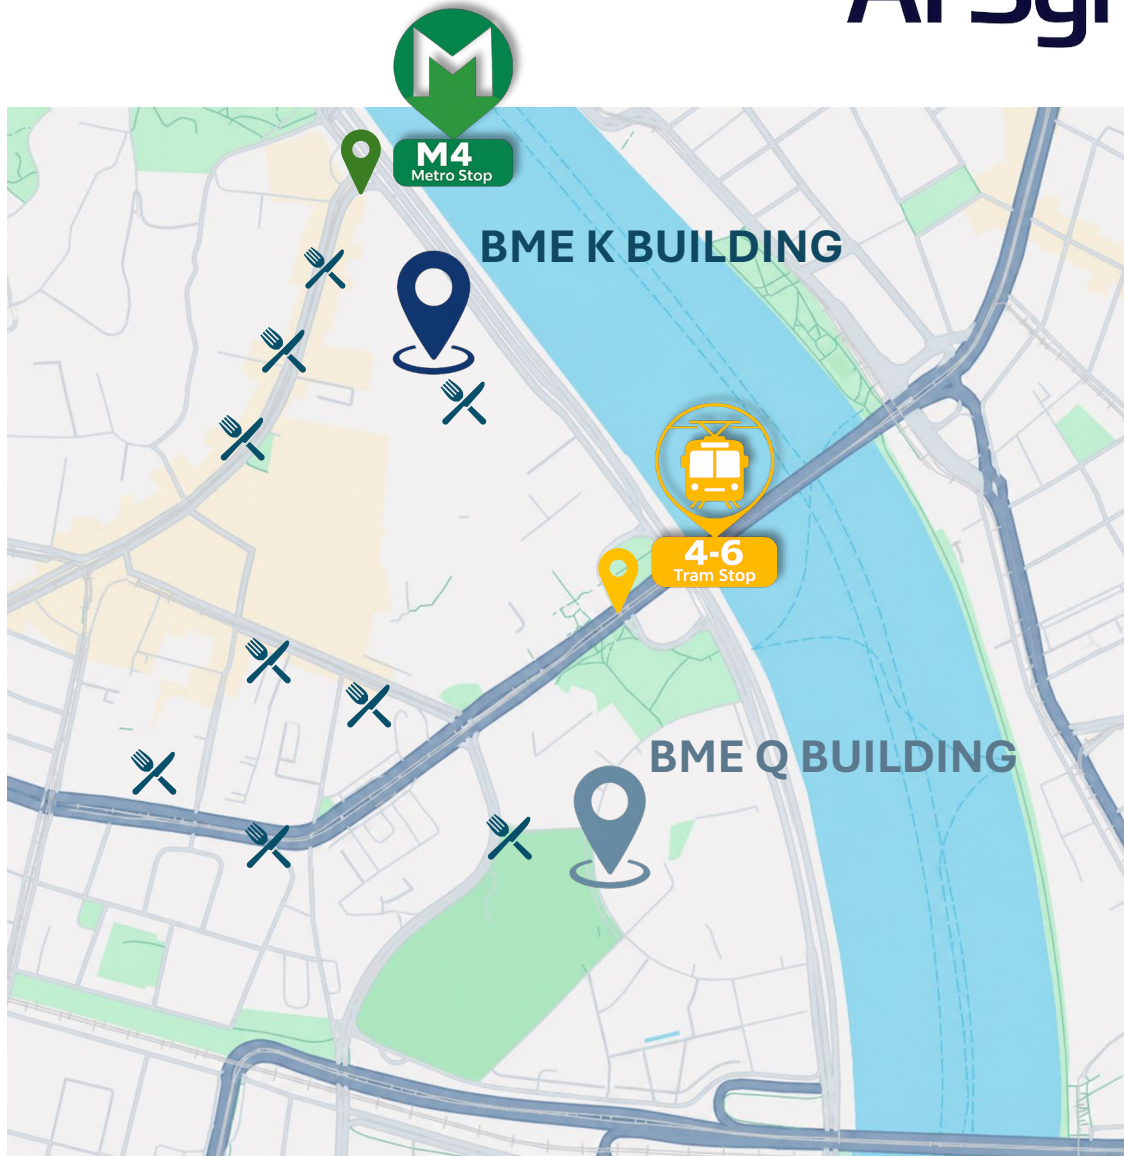 M
M4
Metro Stop
BME K BUILDING
4-6
Tram Stop
BME Q BUILDING